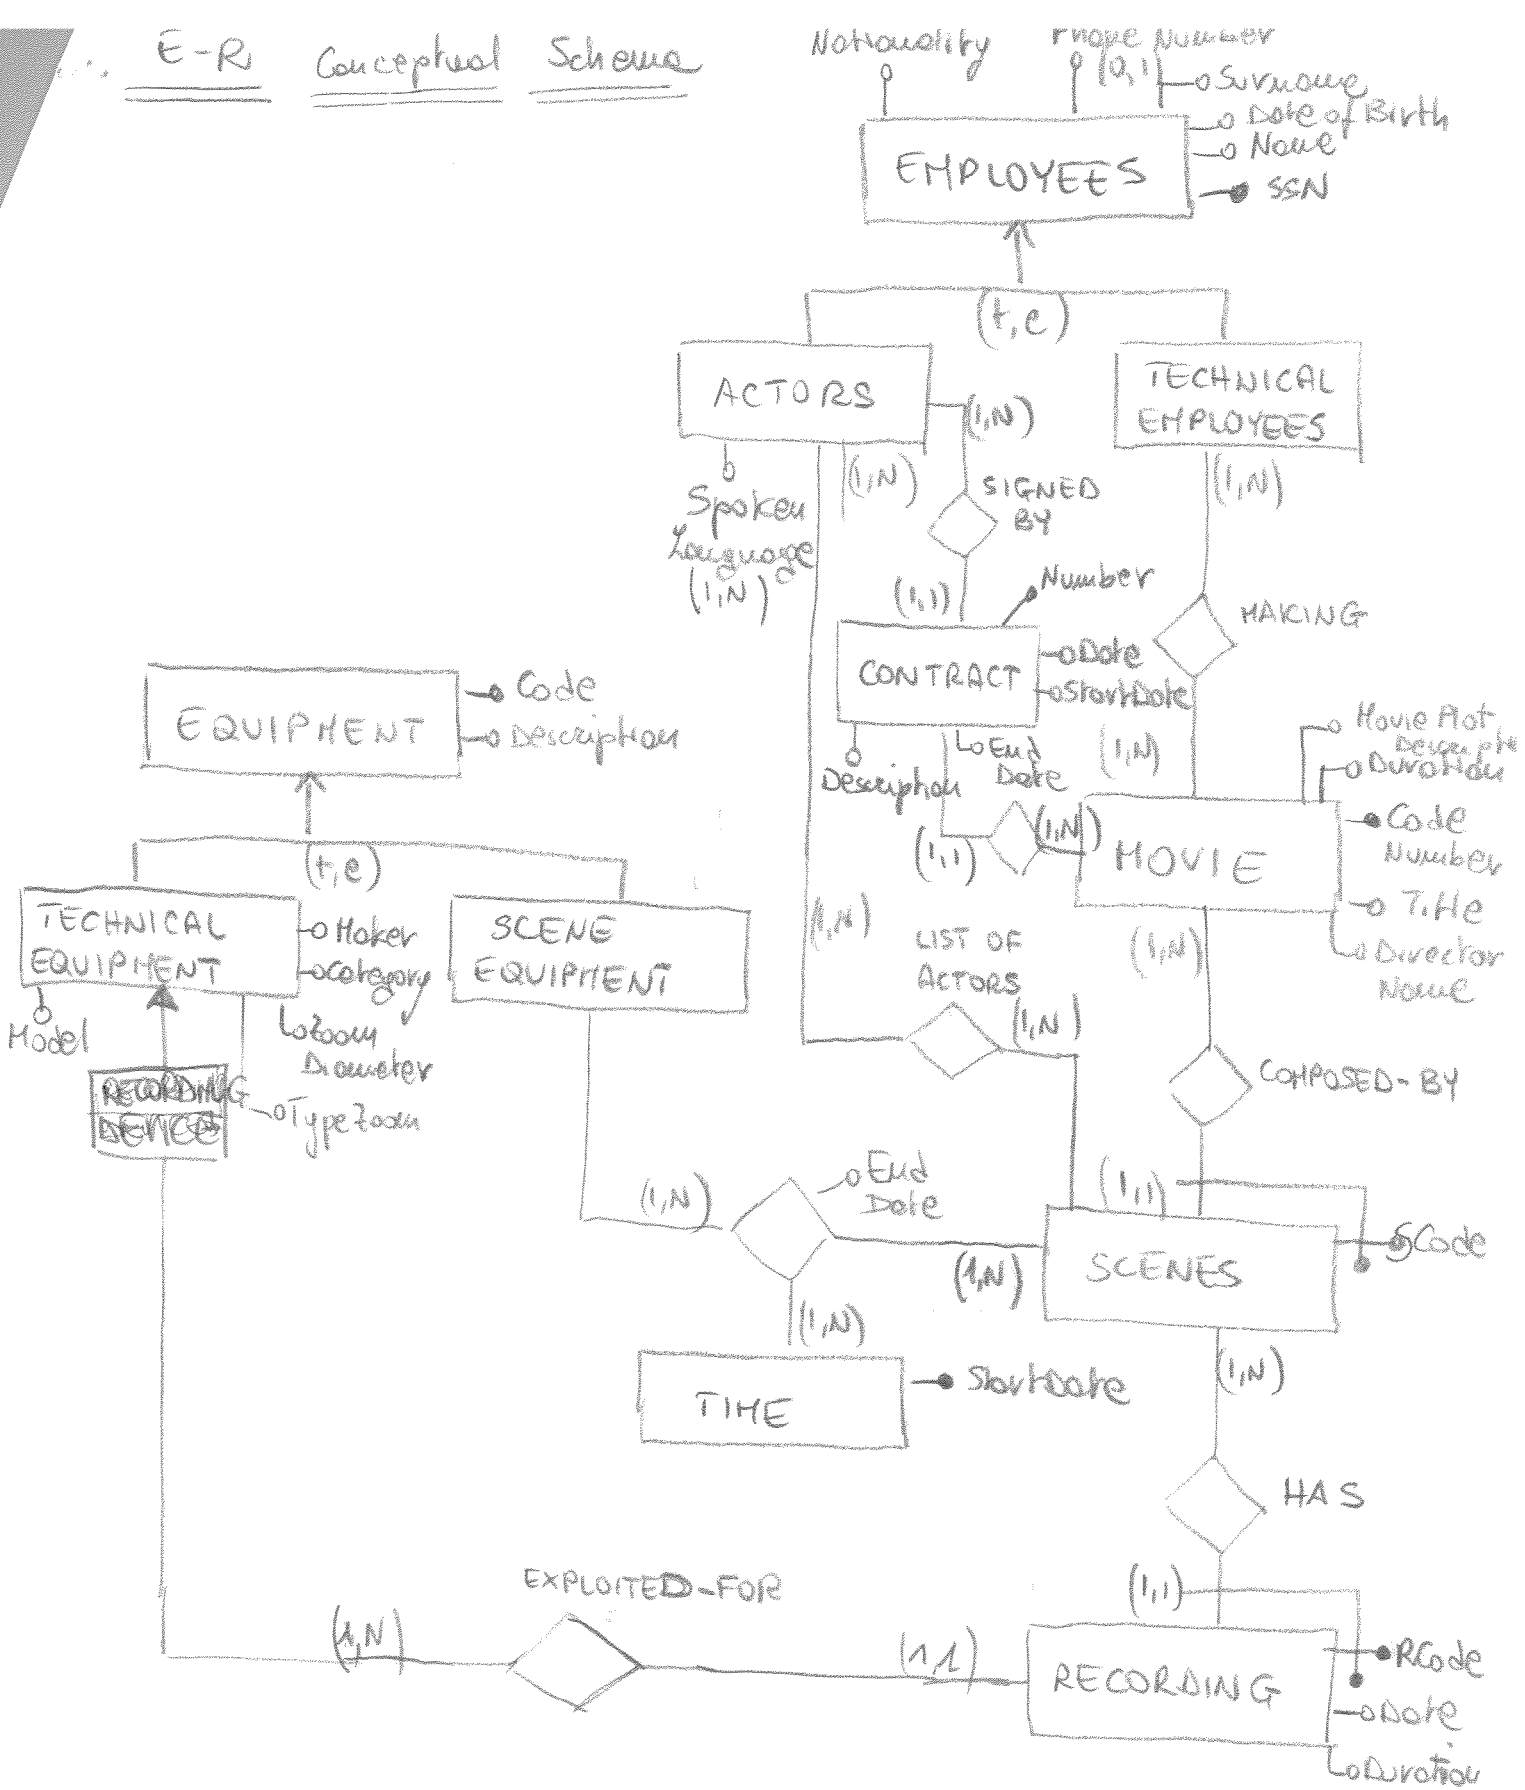 E-R Conceptual Schema
Nationality
Phone Number
(0,1)
Surname
Date of Birth
Name
EMPLOYEES
SSN
(t,e)
ACTORS
(1,N)
TECHNICAL
EMPLOYEES
(1,N)
(1,N)
Spoken
Language
(1,N)
SIGNED
BY
(1,1)
Number
MAKING
CONTRACT
Date
StartDate
EQUIPMENT
Code
Description
Description
End
Date
(1,N)
Movie Plot
Duration
(1,1)
(1,N)
MOVIE
Code
Number
Title
Director
Name
(t,e)
TECHNICAL
EQUIPMENT
Maker
Category
SCENE
EQUIPMENT
(1,N)
LIST OF
ACTORS
(1,N)
(1,N)
Model
Zoom
Diameter
RECORDING
DEVICE
TypeZoom
COMPOSED-BY
(1,N)
End
Date
(1,1)
(1,N)
SCENES
SCode
(1,N)
TIME
StartDate
(1,N)
HAS
EXPLOITED-FOR
(1,1)
(1,N)
(1,1)
RECORDING
RCode
Date
Duration